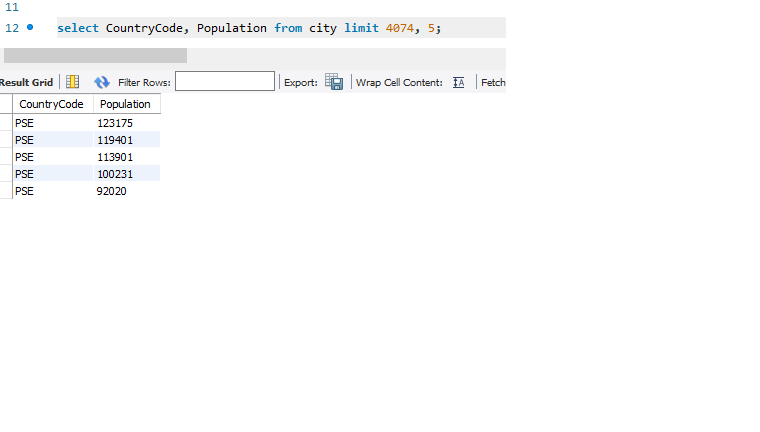 11
12 select CountryCode, Population from city limit 4074, 5;
Result Grid Filter Rows: Export: Wrap Cell Content: Fetch
CountryCode Population
PSE 123175
PSE 119401
PSE 113901
PSE 100231
PSE 92020